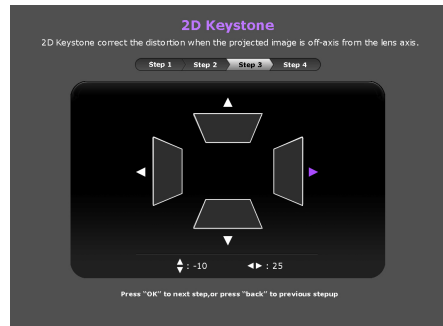 2D Keystone
2D Keystone correct the distortion when the projected image is off-axis from the lens axis.
Step 1 Step 2 Step 3 Step 4
: -10 : 25
Press "OK" to next step,or press "back" to previous stepup